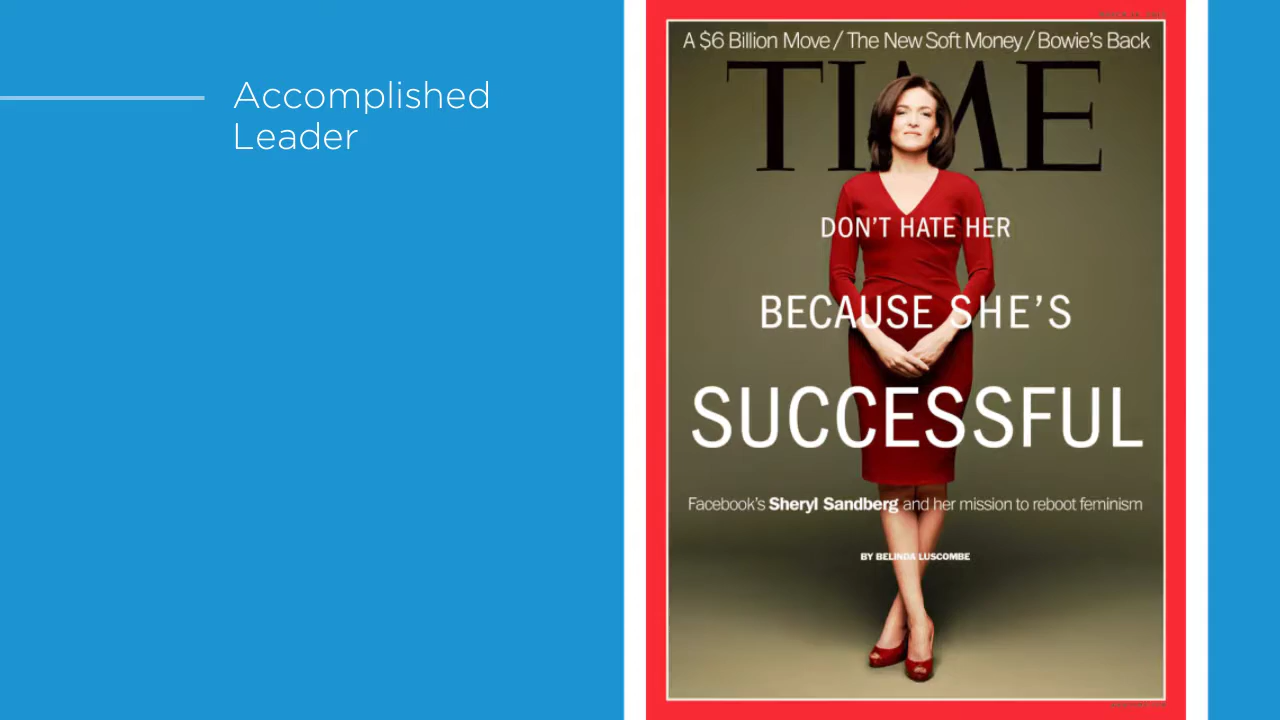 Accomplished
Leader
A $6 Billion Move / The New Soft Money / Bowie's Back
TIME
DON'T HATE HER
BECAUSE SHE'S
SUCCESSFUL
Facebook's Sheryl Sandberg and her mission to reboot feminism
BY BELINDA LUSCOMBE